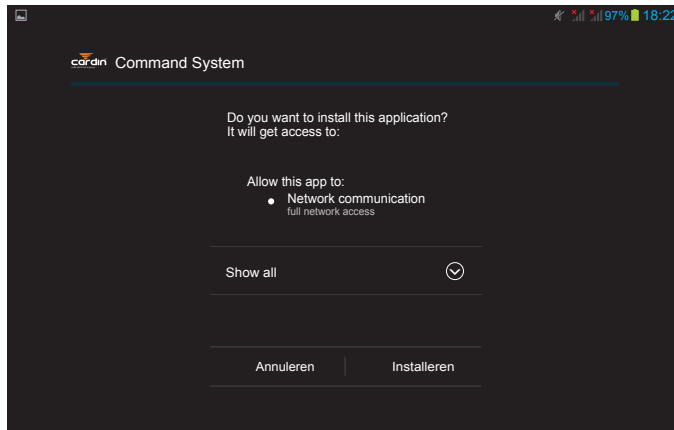 97% 18:22
cardin Command System
Do you want to install this application?
It will get access to:
Allow this app to:
● Network communication
full network access
Show all
Annuleren
Installeren